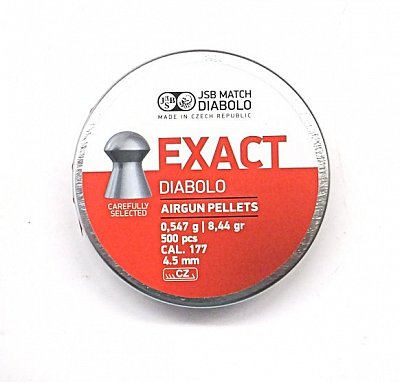 JSB
JSB MATCH
DIABOLO
MADE IN CZECH REPUBLIC
EXACT
DIABOLO
CAREFULLY
SELECTED
AIRGUN PELLETS
0,547 g | 8,44 gr
500 pcs
CAL. 177
4.5 mm
CZ